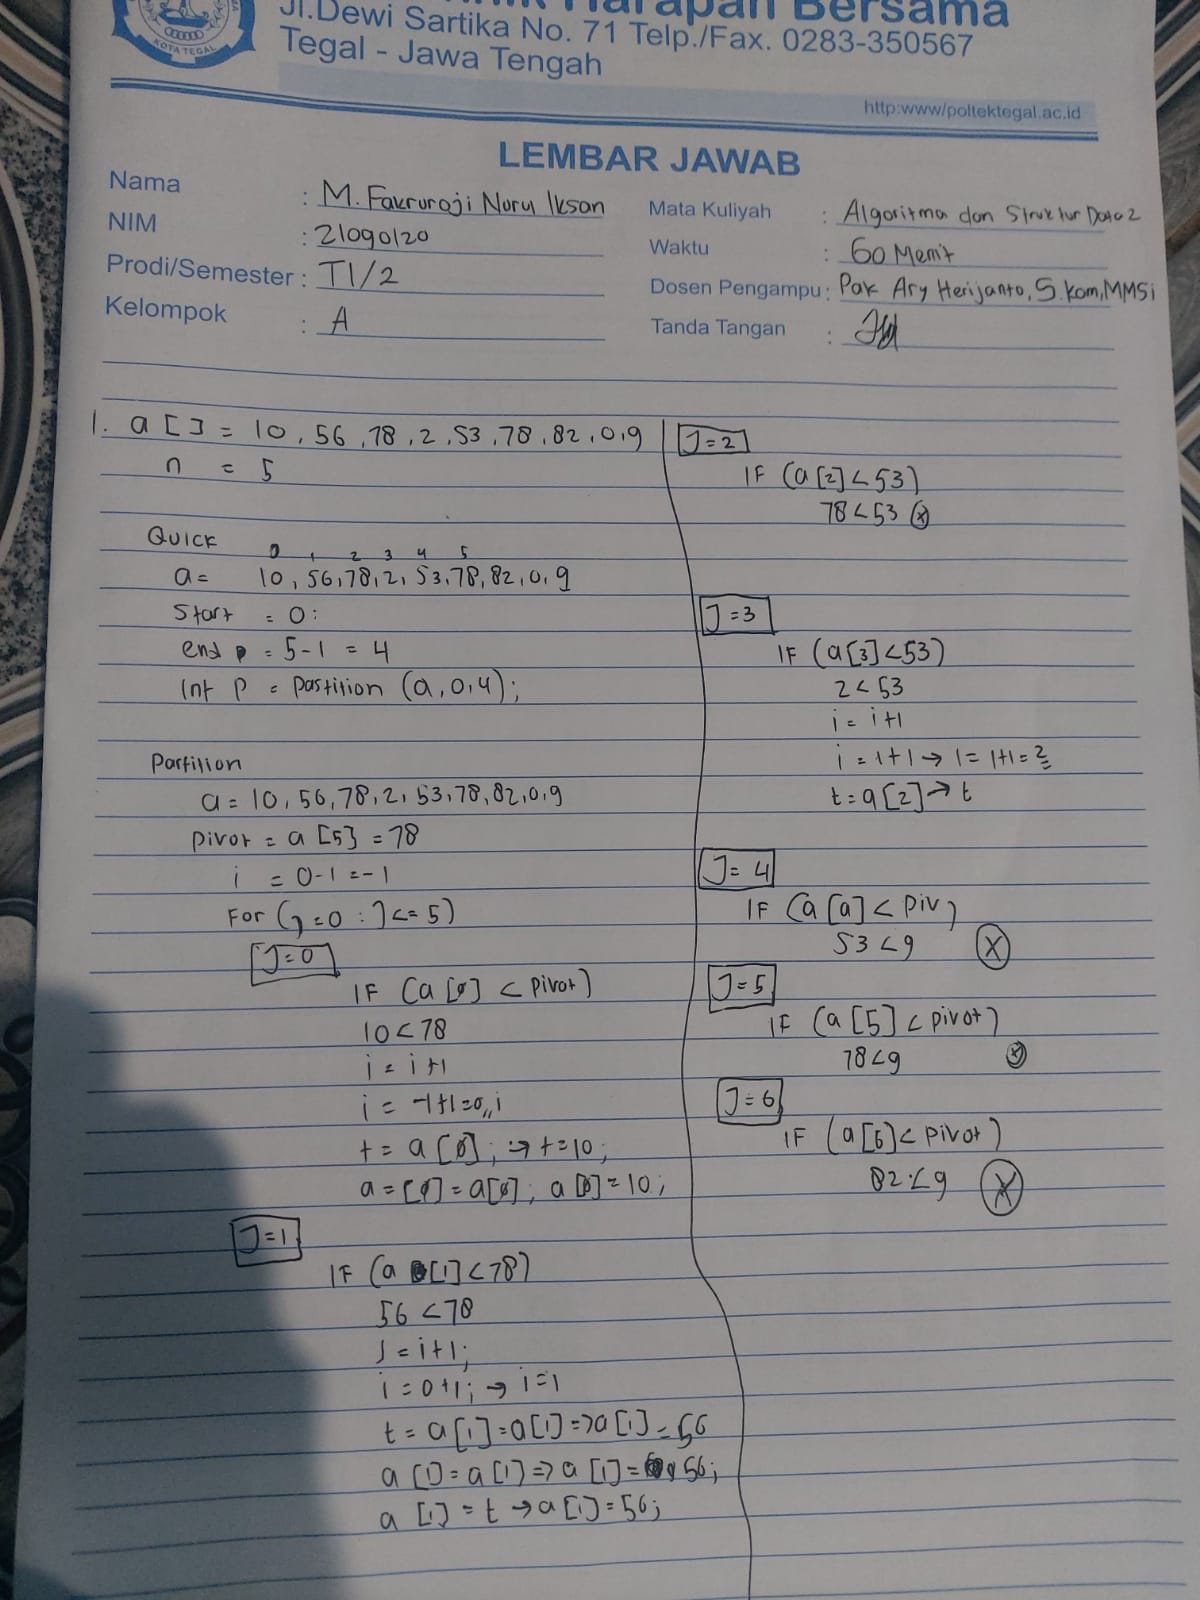 Harapan Bersama
Jl.Dewi Sartika No. 71 Telp./Fax. 0283-350567
Tegal - Jawa Tengah
KOTA TEGAL
http:www/poltektegal.ac.id
LEMBAR JAWAB
Nama : M. Fakruroji Nuru Iksan
NIM : 21090120
Prodi/Semester : TI/2
Kelompok : A
Mata Kuliyah : Algoritma dan Struktur Data 2
Waktu : 60 Menit
Dosen Pengampu : Pak Ary Herijanto, S.Kom, MMSi
Tanda Tangan :
1. a [ ] = 10, 56, 78, 2, 53, 78, 82, 0, 9
n = 5
Quick
0 1 2 3 4 5
a = 10, 56, 78, 2, 53, 78, 82, 0, 9
Start = 0:
end = 5-1 = 4
Int P = Partition (a, 0, 4);
Partition
a = 10, 56, 78, 2, 53, 78, 82, 0, 9
Pivot = a [5] = 78
i = 0-1 = -1
For (J=0 : J<=5)
J=0
IF (a [0] < Pivot)
10 < 78
i = i+1
i = -1+1=0,, i
t = a [0]; → t=10;
a = [0] = a[0]; a [0] = 10;
J=1
IF (a [1] < 78)
56 < 78
J = i+1;
i = 0+1; → i=1
t = a [1] = a [1] => a [1] = 56
a [1] = a [1] => a [1] = 56;
a [1] = t → a [1] = 56;
J=2
IF (a [2] < 53)
78 < 53 (x)
J=3
IF (a [3] < 53)
2 < 53
i = i+1
i = 1+1 → 1 = 1+1 = 2
t = a [2] → t
J=4
IF (a [a] < Piv)
53 < 9 (X)
J=5
IF (a [5] < Pivot)
78 < 9 (x)
J=6
IF (a [6] < Pivot)
82 < 9 (X)